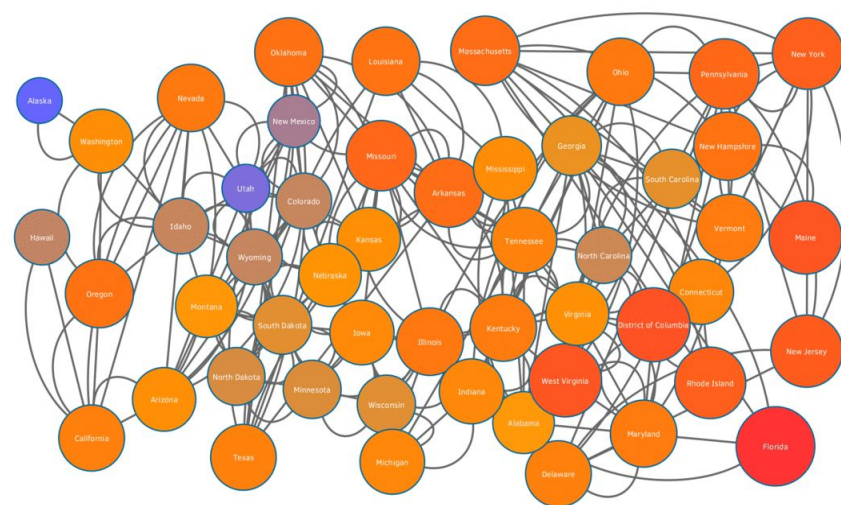 Oklahoma
Louisiana
Massachusetts
Ohio
Pennsylvania
New York
Alaska
Nevada
New Mexico
Washington
Missouri
Mississippi
Georgia
New Hampshire
Utah
Colorado
Arkansas
South Carolina
Hawaii
Idaho
Kansas
Tennessee
North Carolina
Vermont
Maine
Wyoming
Nebraska
Oregon
Montana
South Dakota
Iowa
Illinois
Kentucky
Virginia
District of Columbia
Connecticut
New Jersey
North Dakota
Minnesota
Arizona
Wisconsin
Indiana
West Virginia
Rhode Island
California
Texas
Michigan
Alabama
Maryland
Delaware
Florida